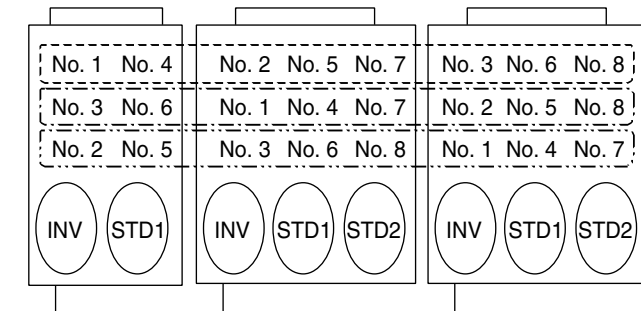 No. 1 No. 4 No. 2 No. 5 No. 7 No. 3 No. 6 No. 8
No. 3 No. 6 No. 1 No. 4 No. 7 No. 2 No. 5 No. 8
No. 2 No. 5 No. 3 No. 6 No. 8 No. 1 No. 4 No. 7
INV STD1 INV STD1 STD2 INV STD1 STD2